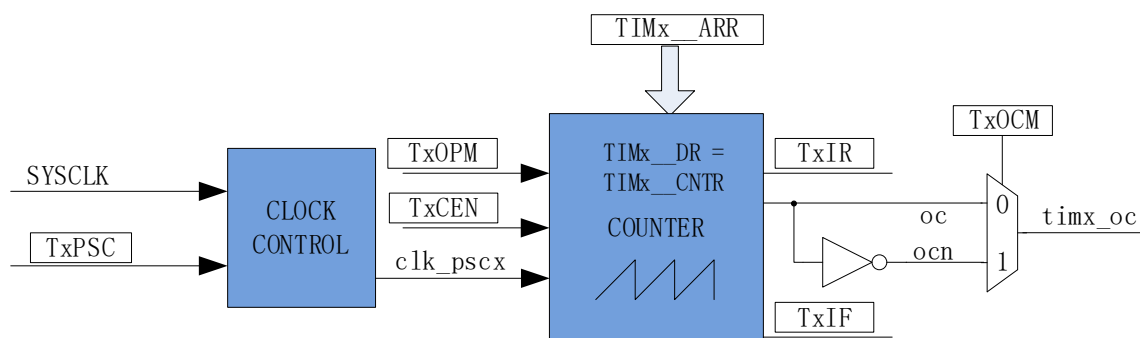 TIMx__ARR
TxOCM
TxOPM
TIMx__DR =
TIMx__CNTR
TxIR
SYSCLK
CLOCK
CONTROL
TxCEN
COUNTER
oc
0
timx_oc
TxPSC
clk_pscx
ocn
1
TxIF